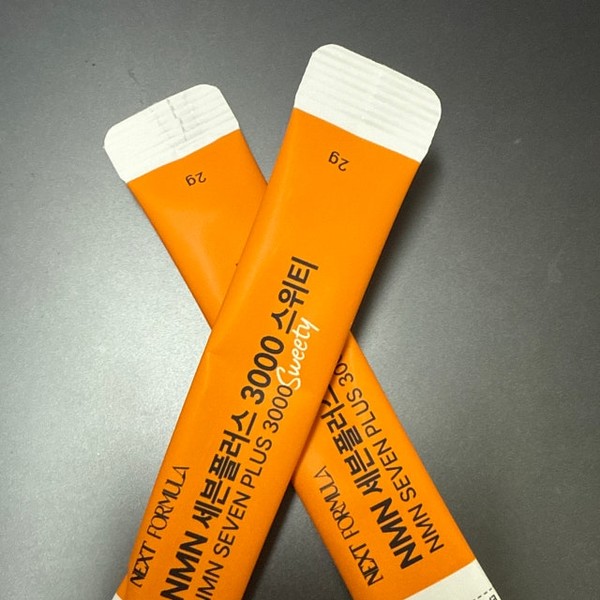 2g
2g
NEXT FORMULA
NMN 세븐플러스 3000 스위티
NMN SEVEN PLUS 3000 Sweety
NEXT FORMULA
NMN 세븐플러스
NMN SEVEN PLUS 30